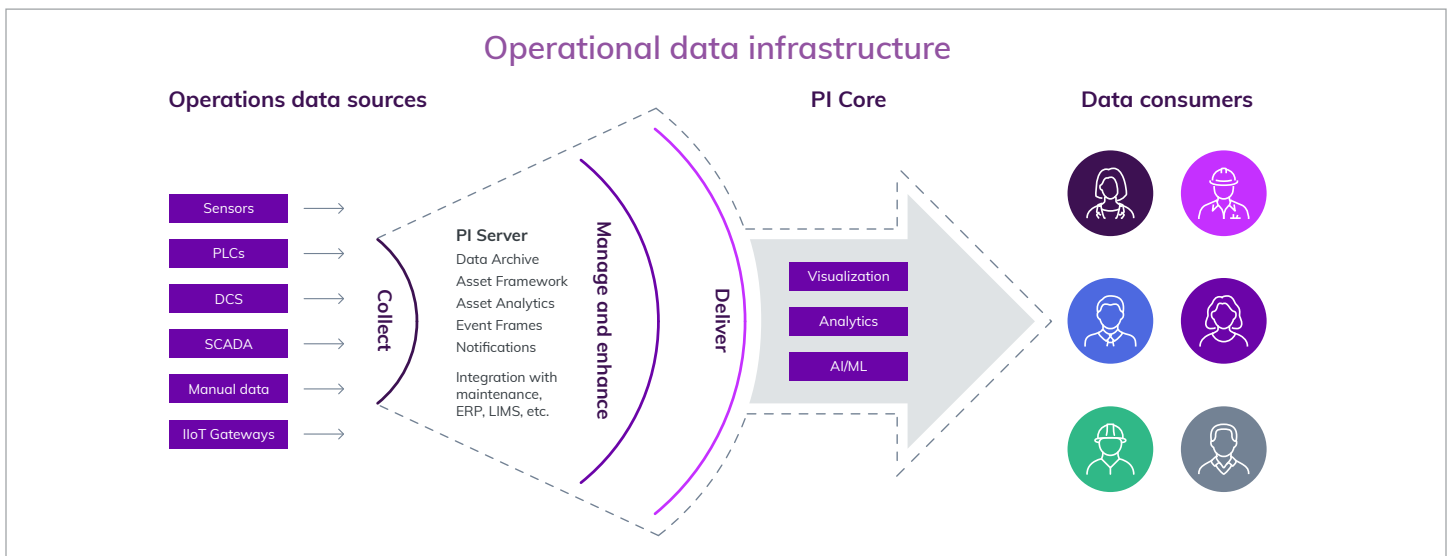 Operational data infrastructure
Operations data sources
PI Core
Data consumers
Sensors
PLCs
DCS
SCADA
Manual data
IIoT Gateways
Collect
PI Server
Data Archive
Asset Framework
Asset Analytics
Event Frames
Notifications
Integration with
maintenance,
ERP, LIMS, etc.
Manage and enhance
Deliver
Visualization
Analytics
AI/ML